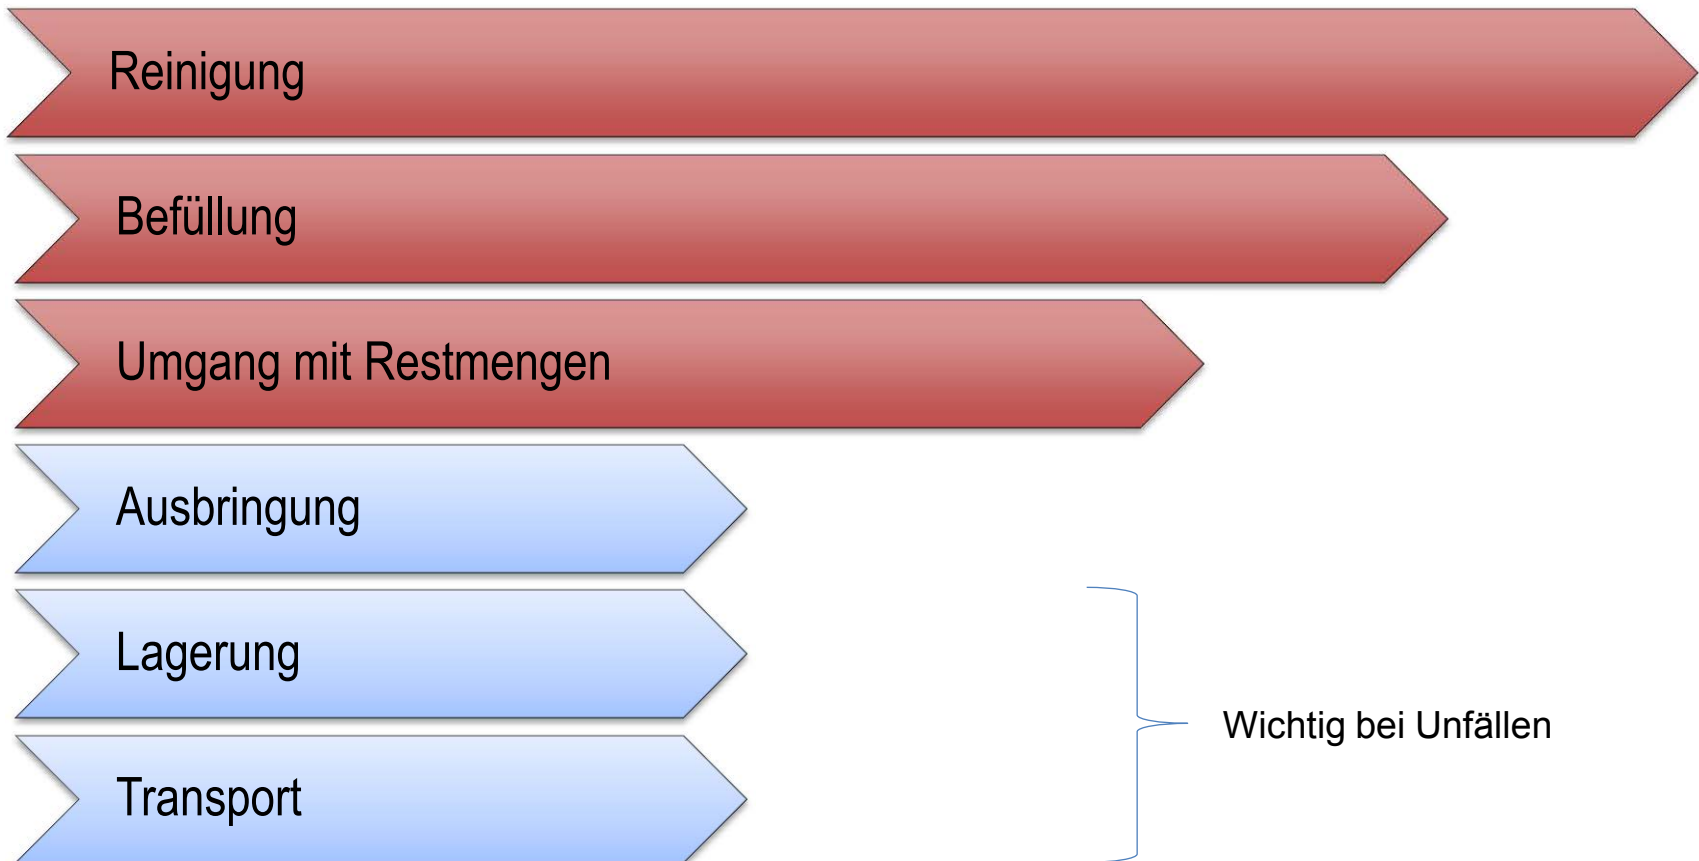 Reinigung
Befüllung
Umgang mit Restmengen
Ausbringung
Lagerung
Wichtig bei Unfällen
Transport